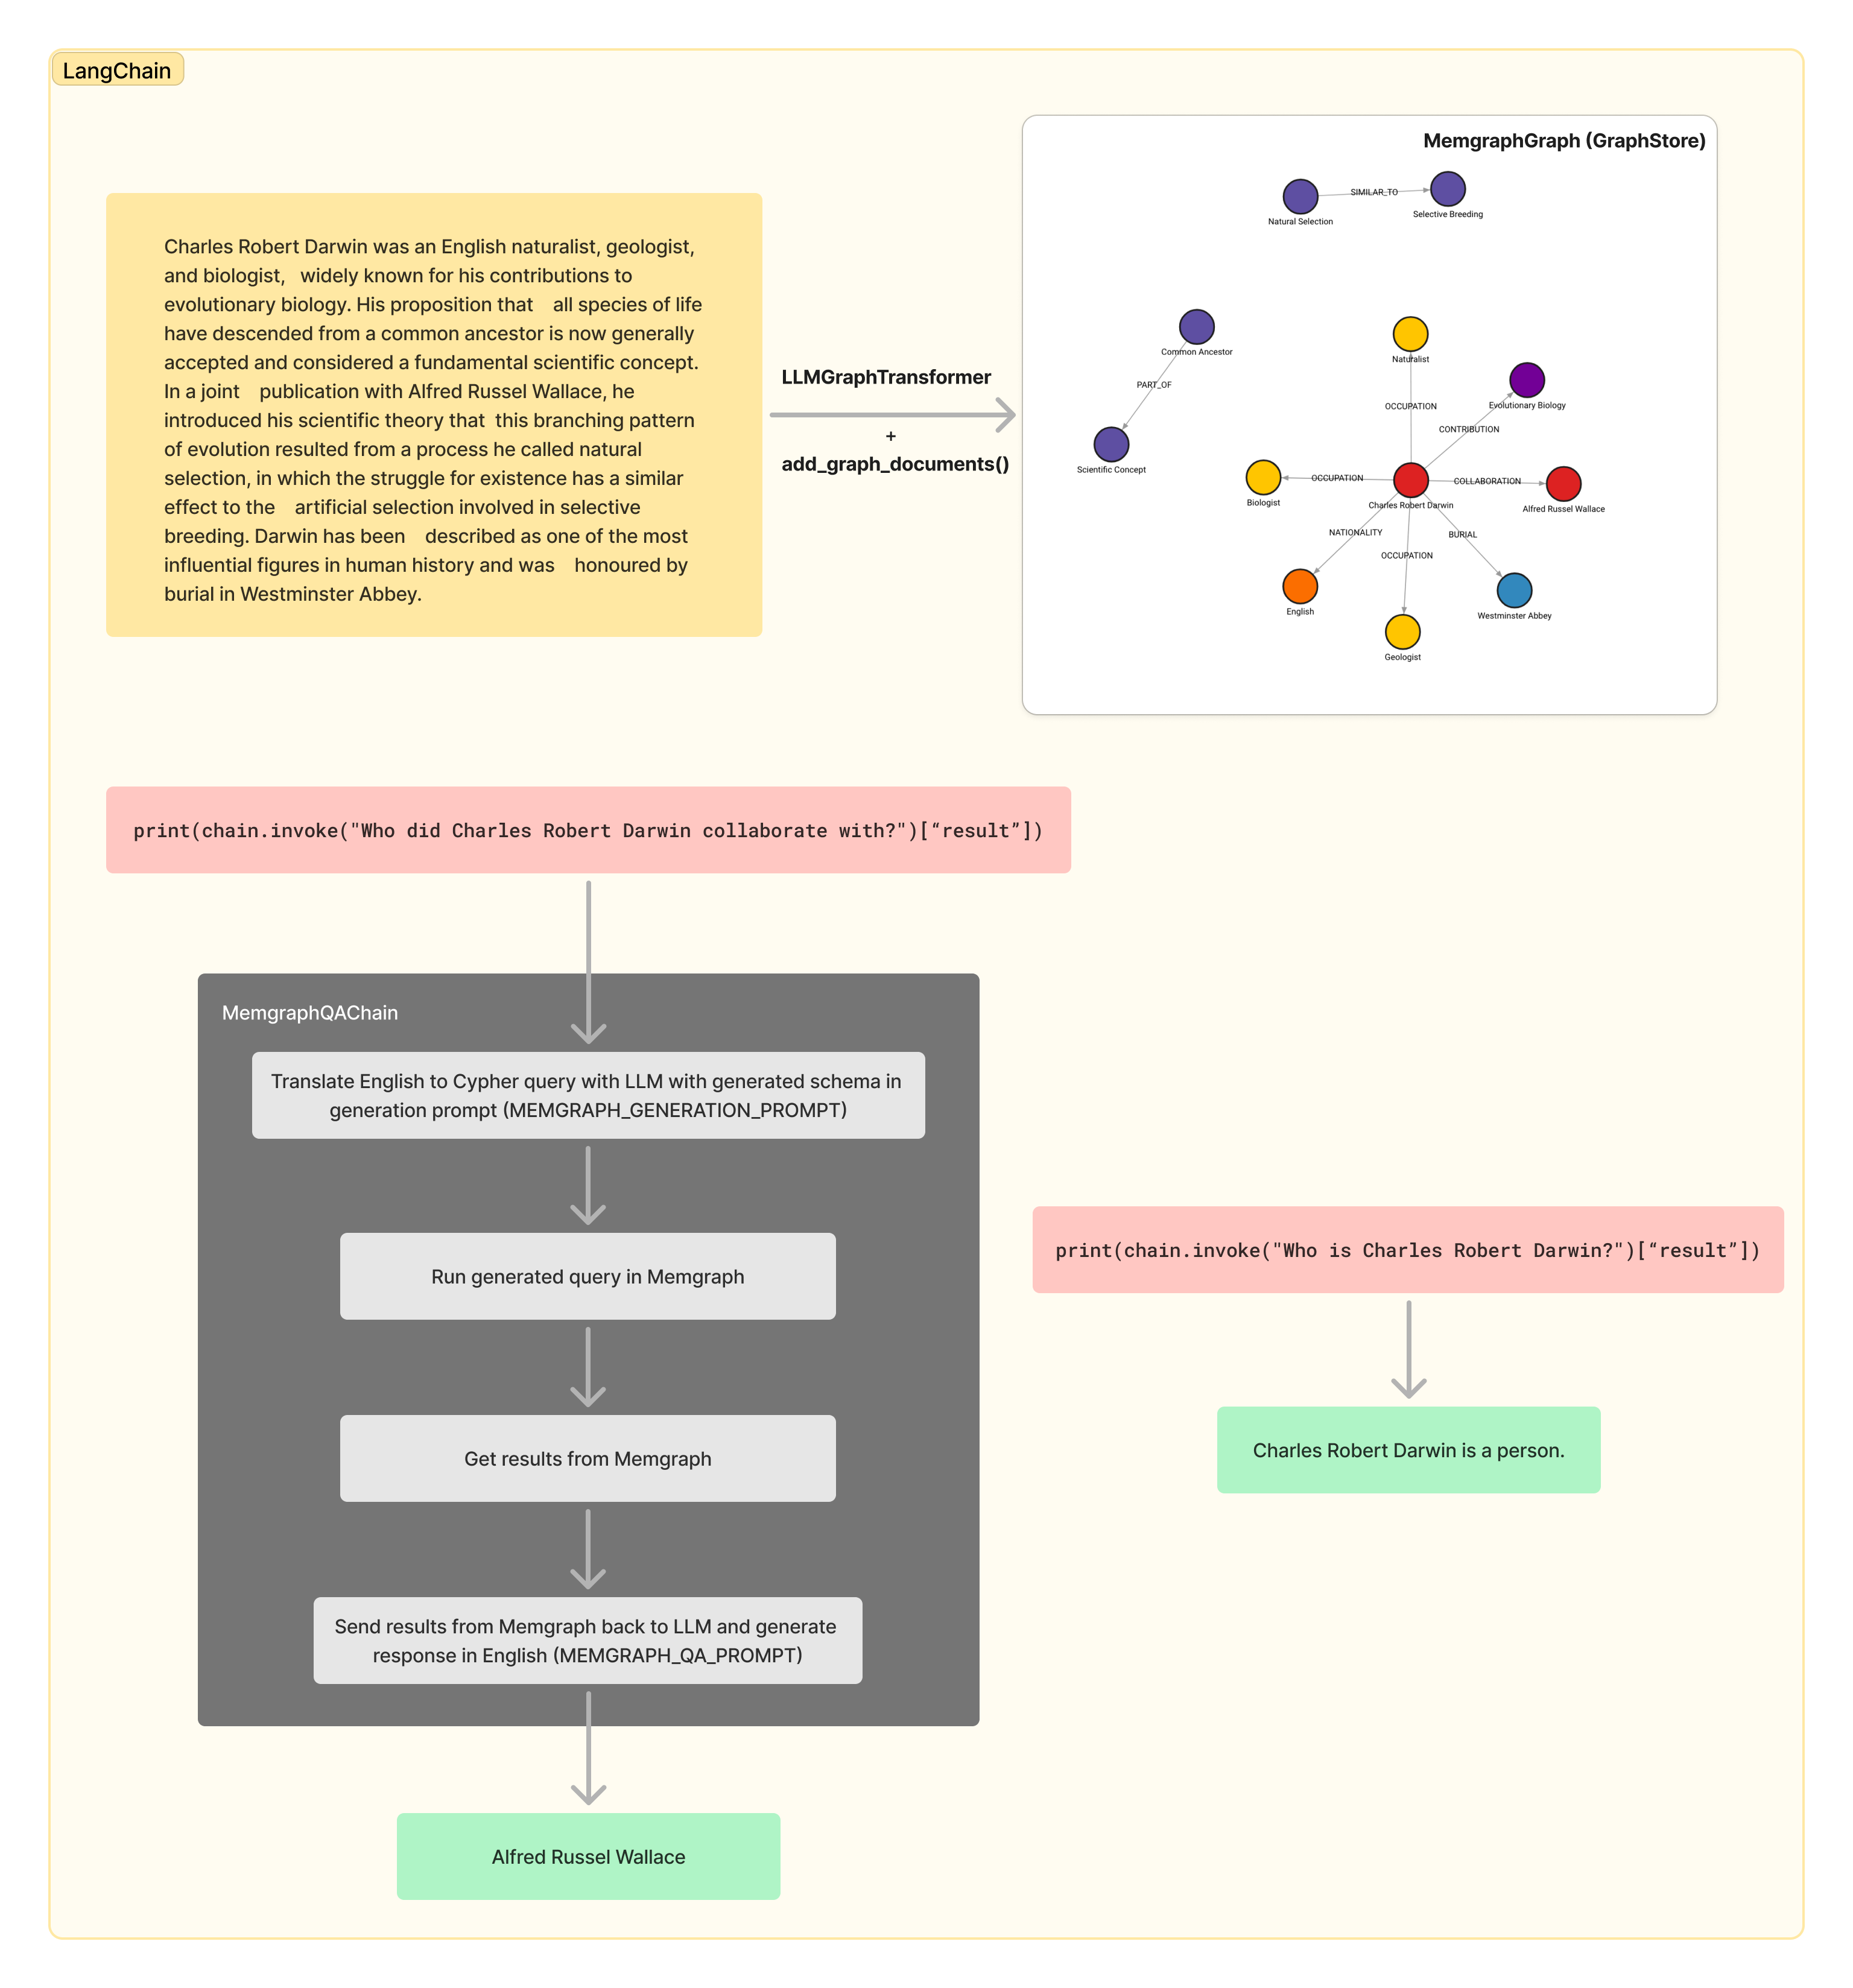 LangChain
Charles Robert Darwin was an English naturalist, geologist,
and biologist,   widely known for his contributions to
evolutionary biology. His proposition that    all species of life
have descended from a common ancestor is now generally
accepted and considered a fundamental scientific concept.
In a joint    publication with Alfred Russel Wallace, he
introduced his scientific theory that  this branching pattern
of evolution resulted from a process he called natural
selection, in which the struggle for existence has a similar
effect to the    artificial selection involved in selective
breeding. Darwin has been    described as one of the most
influential figures in human history and was    honoured by
burial in Westminster Abbey.
LLMGraphTransformer
+
add_graph_documents()
MemgraphGraph (GraphStore)
SIMILAR_TO
Natural Selection
Selective Breeding
Common Ancestor
PART_OF
Scientific Concept
Naturalist
Evolutionary Biology
OCCUPATION
CONTRIBUTION
OCCUPATION
COLLABORATION
Biologist
Charles Robert Darwin
Alfred Russel Wallace
NATIONALITY
BURIAL
OCCUPATION
English
Westminster Abbey
Geologist
print(chain.invoke("Who did Charles Robert Darwin collaborate with?")[“result”])
MemgraphQAChain
Translate English to Cypher query with LLM with generated schema in
generation prompt (MEMGRAPH_GENERATION_PROMPT)
Run generated query in Memgraph
Get results from Memgraph
Send results from Memgraph back to LLM and generate
response in English (MEMGRAPH_QA_PROMPT)
Alfred Russel Wallace
print(chain.invoke("Who is Charles Robert Darwin?")[“result”])
Charles Robert Darwin is a person.